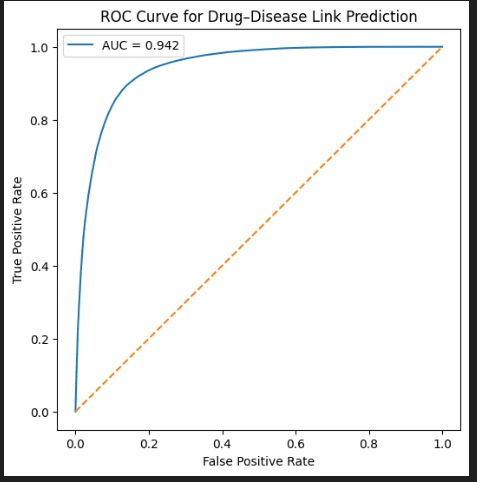 ROC Curve for Drug–Disease Link Prediction
AUC = 0.942
True Positive Rate
1.0
0.8
0.6
0.4
0.2
0.0
0.0 0.2 0.4 0.6 0.8 1.0
False Positive Rate